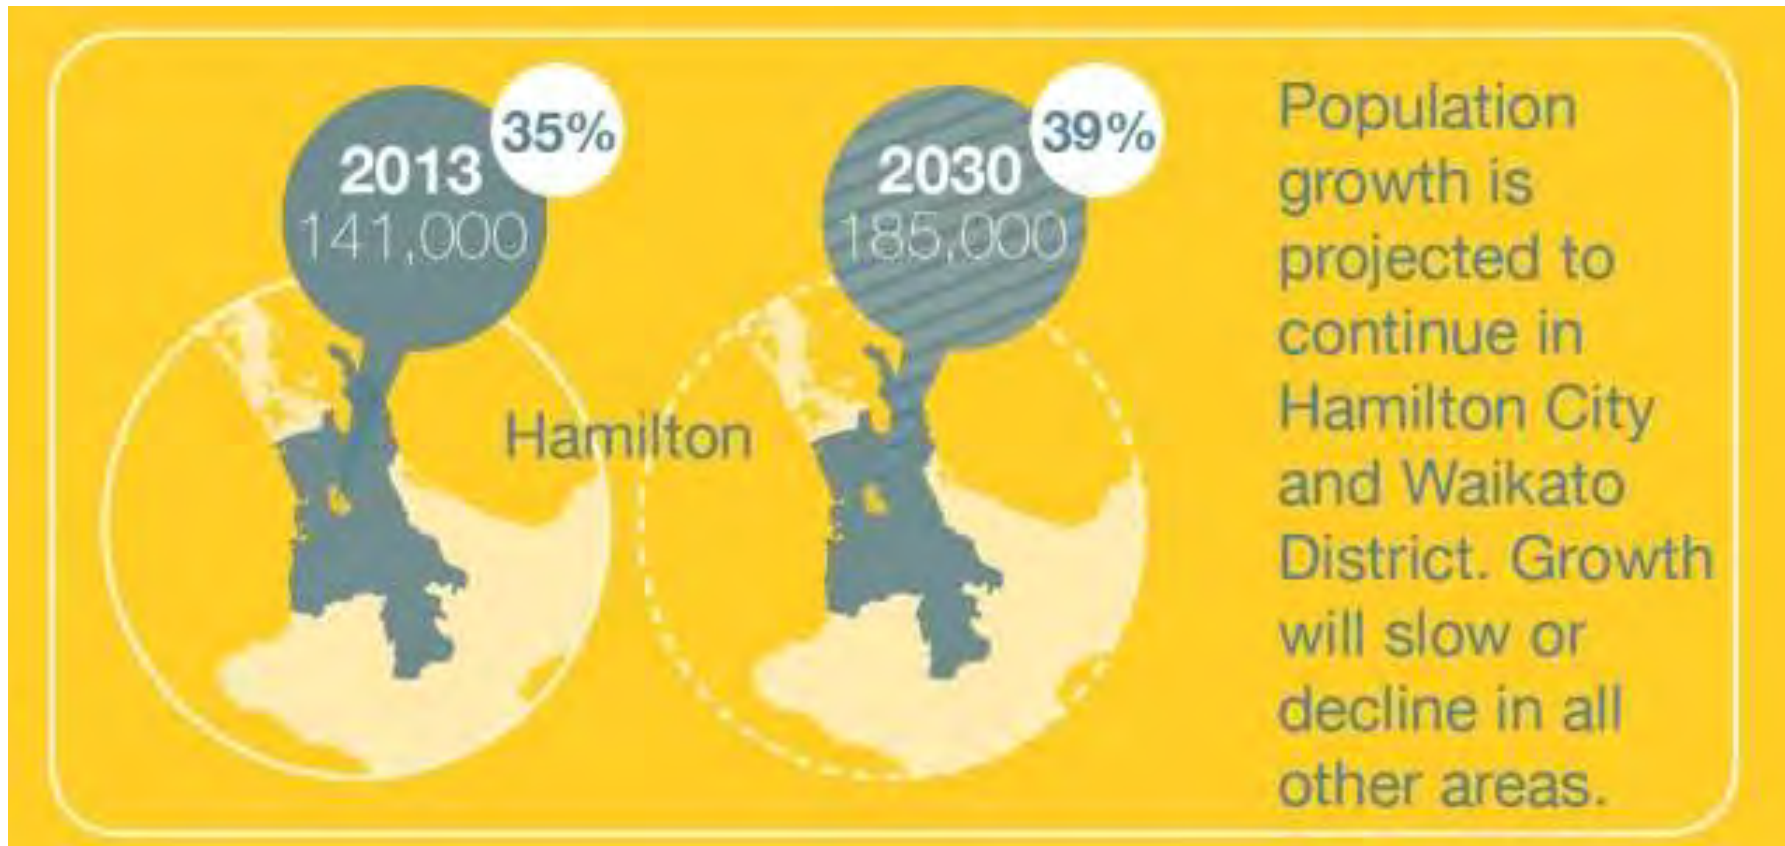 35%
2013
141,000
39%
2030
185,000
Hamilton
Population
growth is
projected to
continue in
Hamilton City
and Waikato
District. Growth
will slow or
decline in all
other areas.